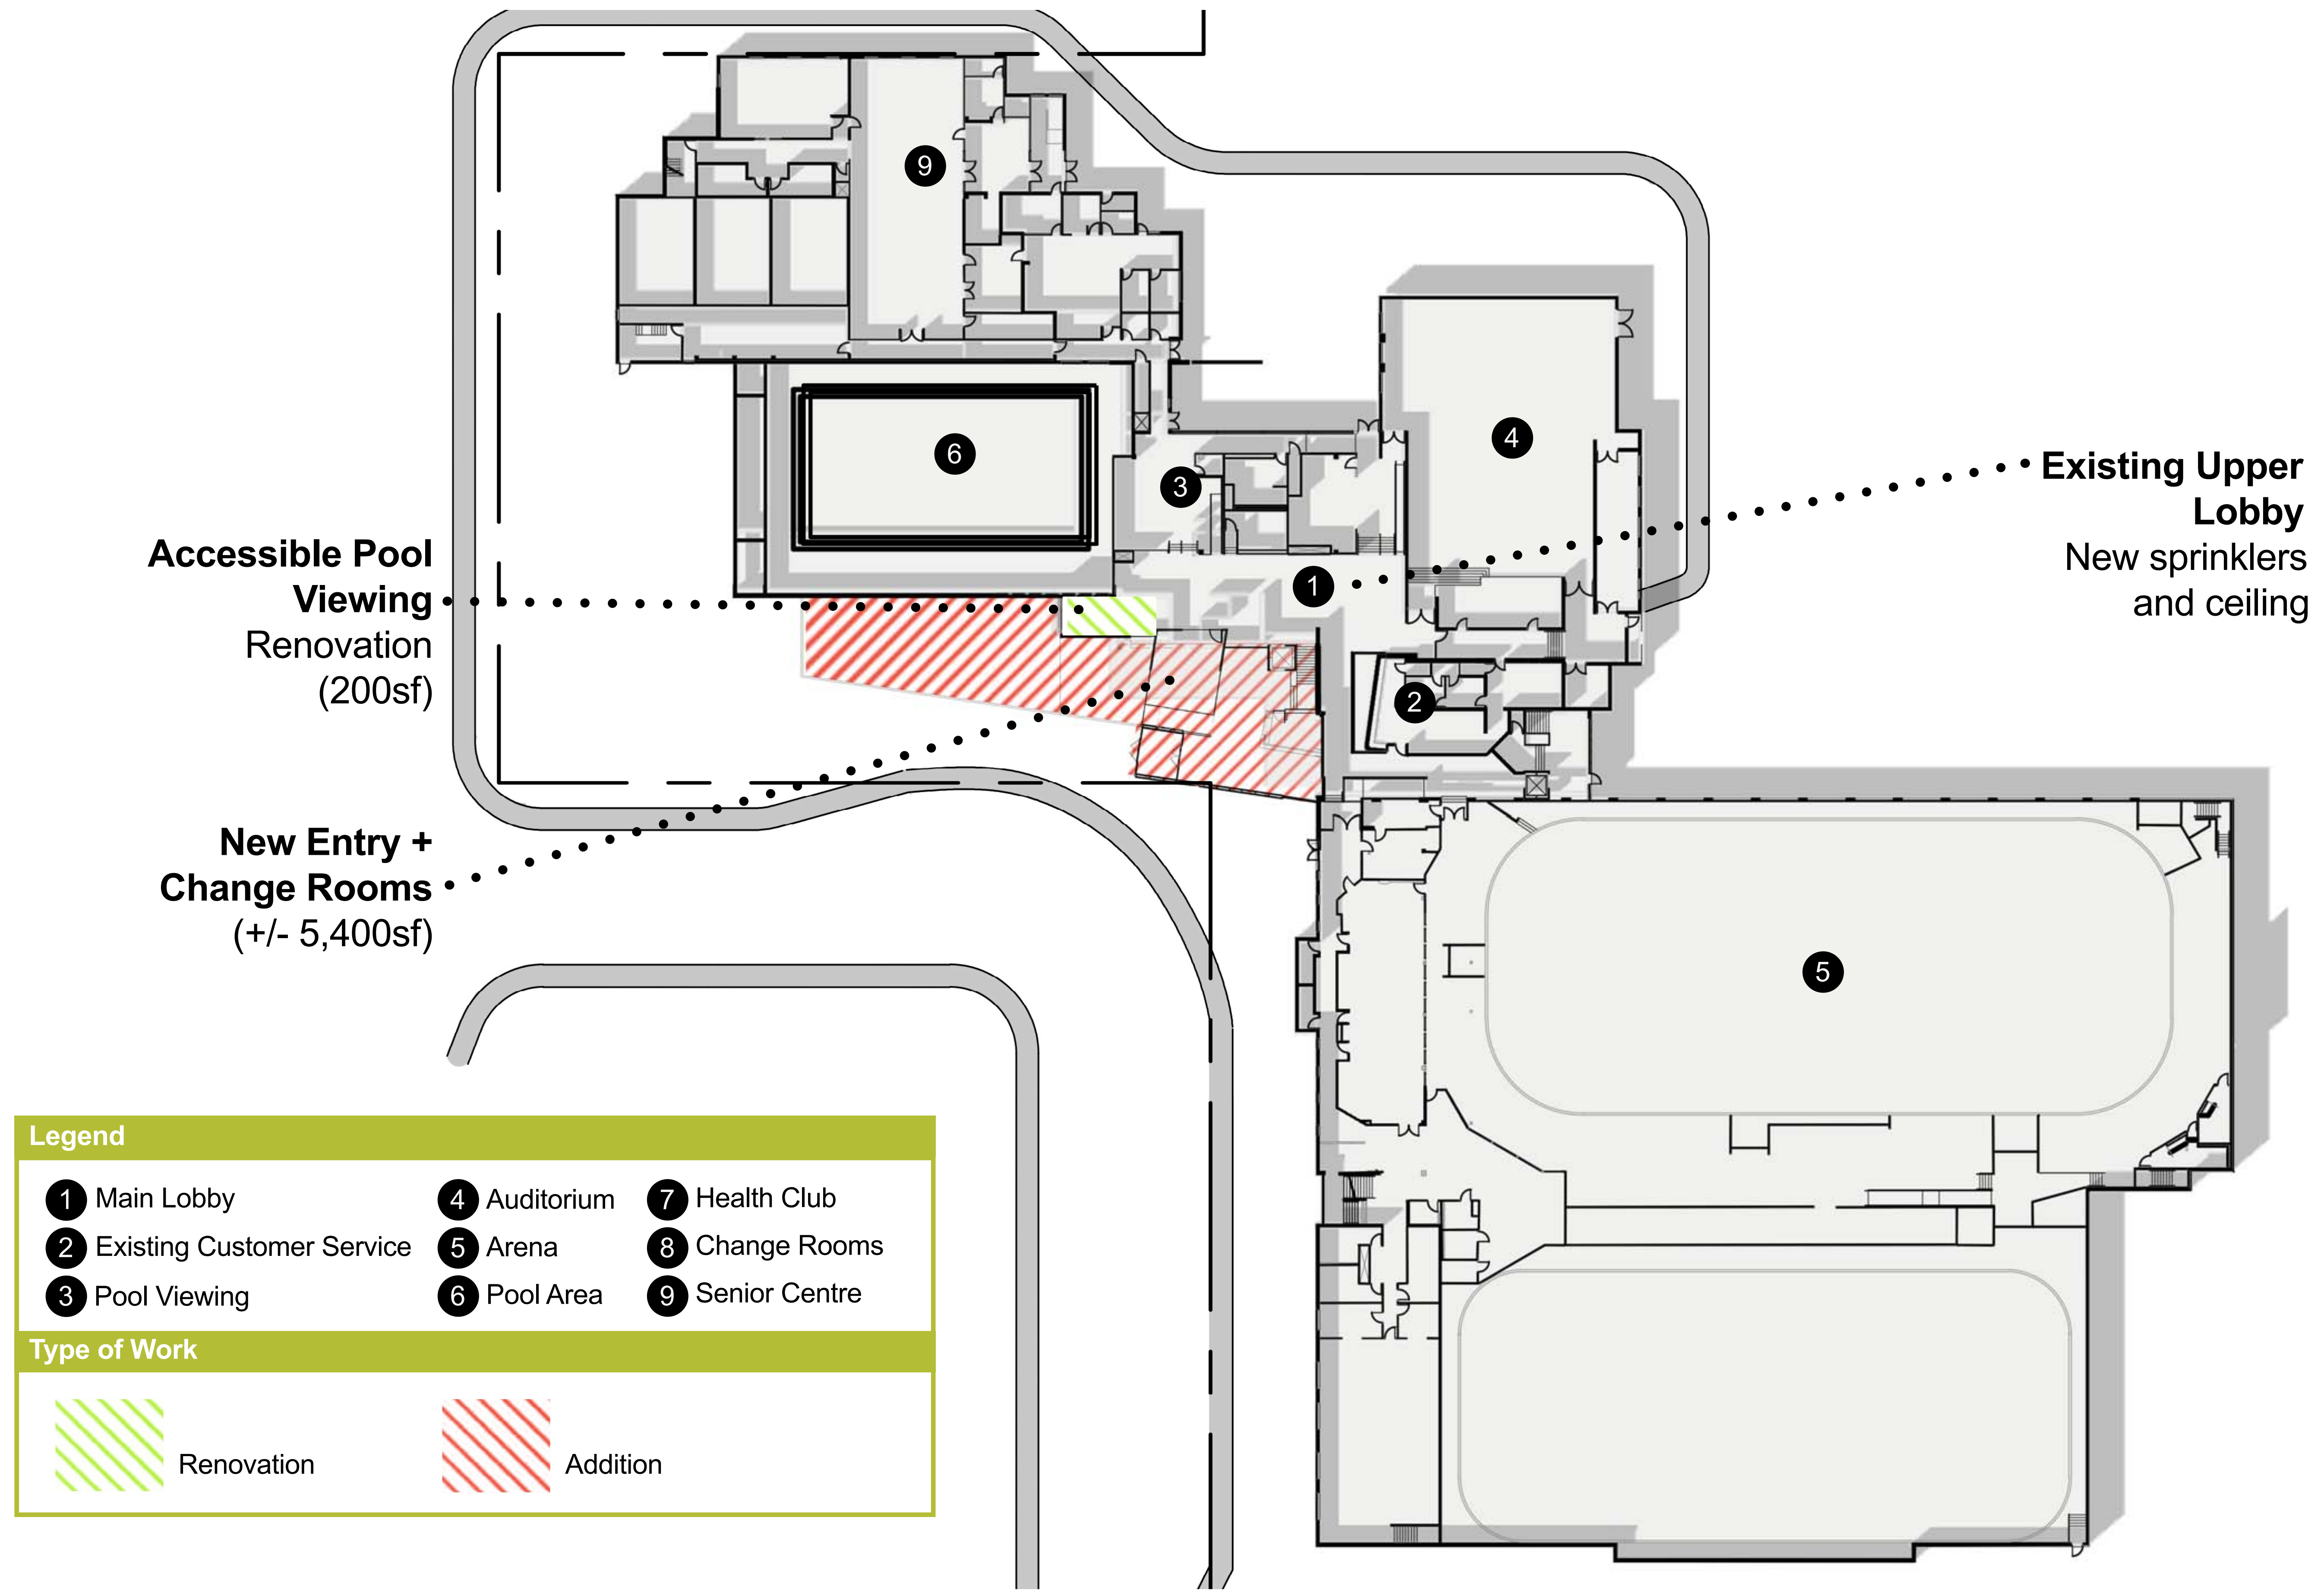 9
6
3
4
1
2
5
Existing Upper
Lobby
New sprinklers
and ceiling
Accessible Pool
Viewing
Renovation
(200sf)
New Entry +
Change Rooms
(+/- 5,400sf)
Legend
1 Main Lobby
2 Existing Customer Service
3 Pool Viewing
4 Auditorium
5 Arena
6 Pool Area
7 Health Club
8 Change Rooms
9 Senior Centre
Type of Work
Renovation
Addition